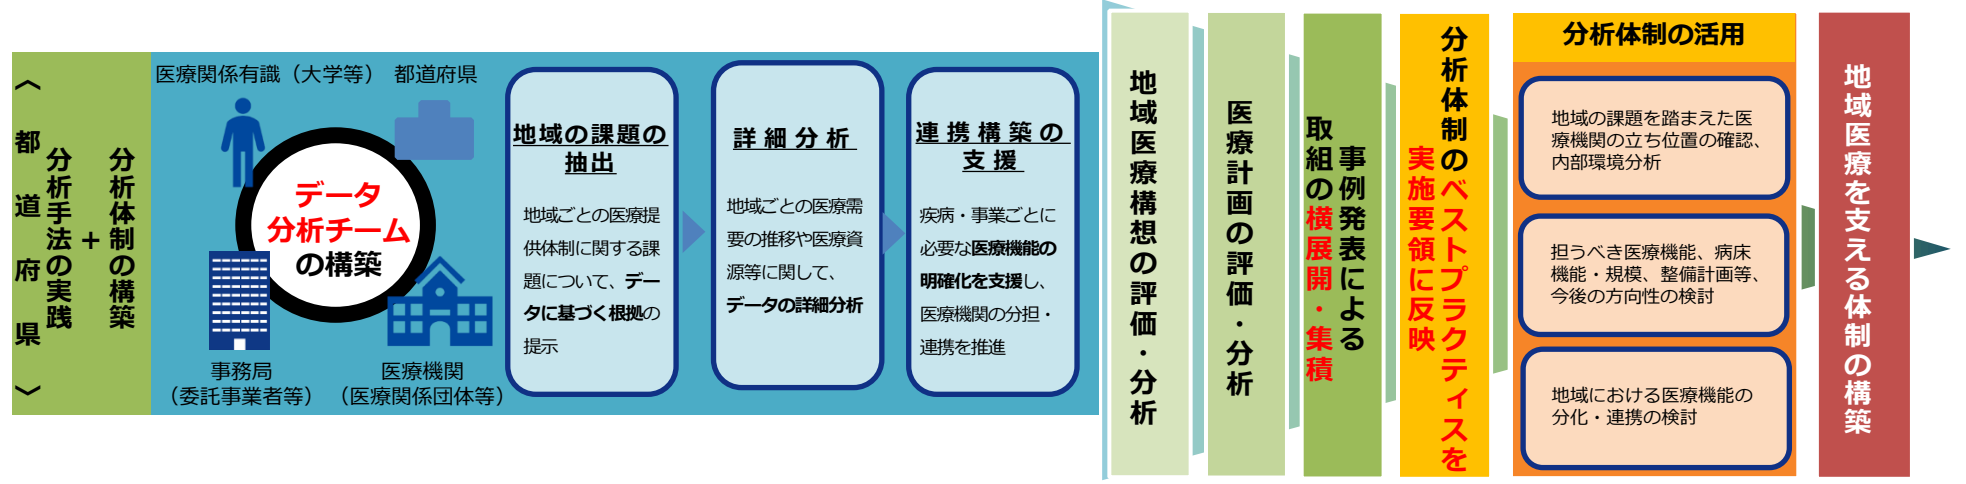 〈都道府県〉
分析体制の構築
+
分析手法の実践
医療関係有識（大学等）
都道府県
データ
分析チーム
の構築
事務局
（委託事業者等）
医療機関
（医療関係団体等）
地域の課題の
抽出
地域ごとの医療提
供体制に関する課
題について、デー
タに基づく根拠の
提示
詳細分析
地域ごとの医療需
要の推移や医療資
源等に関して、
データの詳細分析
連携構築の
支援
疾病・事業ごとに
必要な医療機能の
明確化を支援し、
医療機関の分担・
連携を推進
地域医療構想の評価・分析
医療計画の評価・分析
事例発表による
取組の横展開・集積
分析体制のベストプラクティスを
実施要領に反映
分析体制の活用
地域の課題を踏まえた医
療機関の立ち位置の確認、
内部環境分析
担うべき医療機能、病床
機能・規模、整備計画等、
今後の方向性の検討
地域における医療機能の
分化・連携の検討
地域医療を支える体制の構築